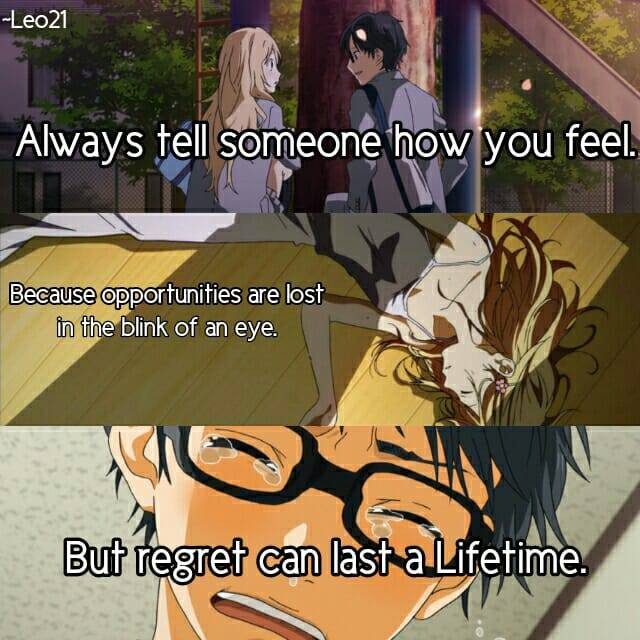 ~Leo21
Always tell someone how you feel.
Because opportunities are lost
in the blink of an eye.
But regret can last a Lifetime.